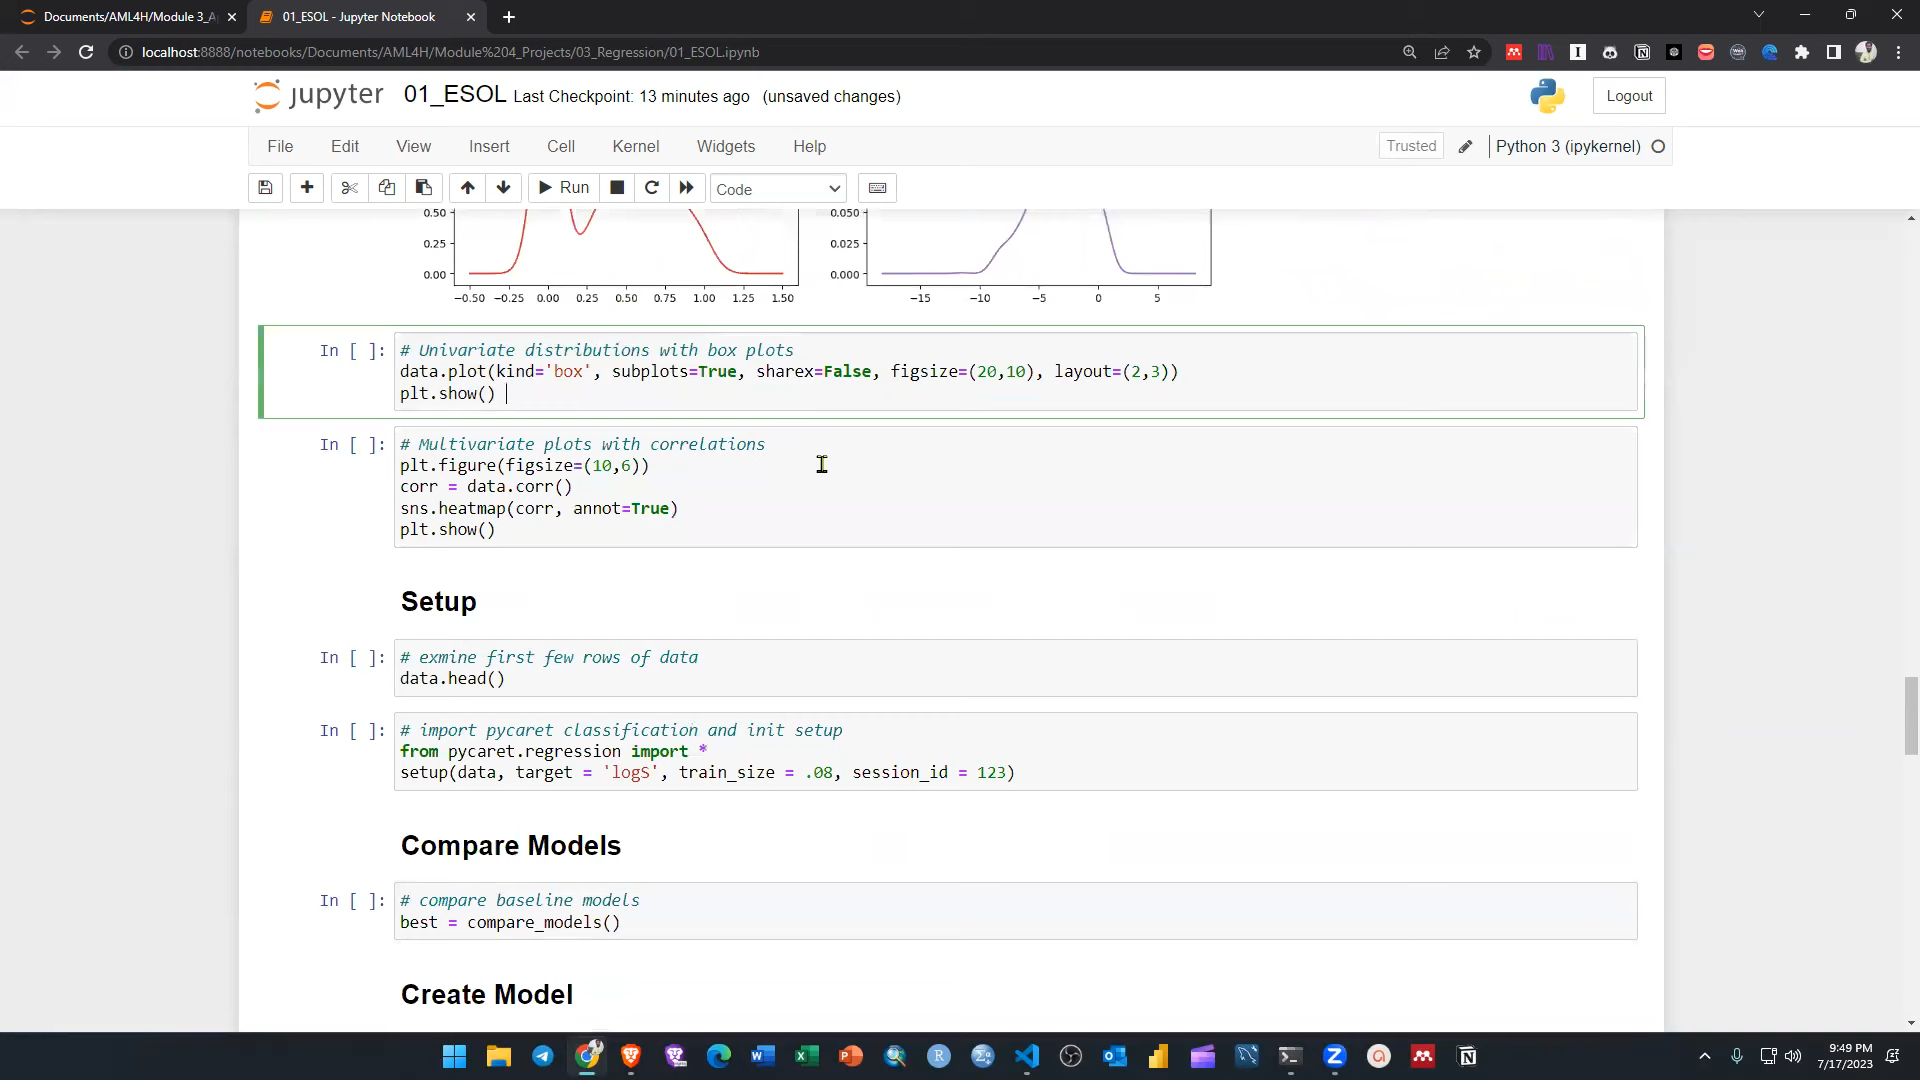 Documents/AML4H/Module 3_A
01_ESOL - Jupyter Notebook
localhost:8888/notebooks/Documents/AML4H/Module%204_Projects/03_Regression/01_ESOL.ipynb
jupyter 01_ESOL Last Checkpoint: 13 minutes ago (unsaved changes)
Logout
File Edit View Insert Cell Kernel Widgets Help
Trusted Python 3 (ipykernel)
Run Code
0.50 0.050
0.25 0.025
0.00 0.000
−0.50 −0.25 0.00 0.25 0.50 0.75 1.00 1.25 1.50 −15 −10 −5 0 5
In [ ]: # Univariate distributions with box plots
data.plot(kind='box', subplots=True, sharex=False, figsize=(20,10), layout=(2,3))
plt.show()
In [ ]: # Multivariate plots with correlations
plt.figure(figsize=(10,6))
corr = data.corr()
sns.heatmap(corr, annot=True)
plt.show()
Setup
In [ ]: # exmine first few rows of data
data.head()
In [ ]: # import pycaret classification and init setup
from pycaret.regression import *
setup(data, target = 'logS', train_size = .08, session_id = 123)
Compare Models
In [ ]: # compare baseline models
best = compare_models()
Create Model
9:49 PM
7/17/2023